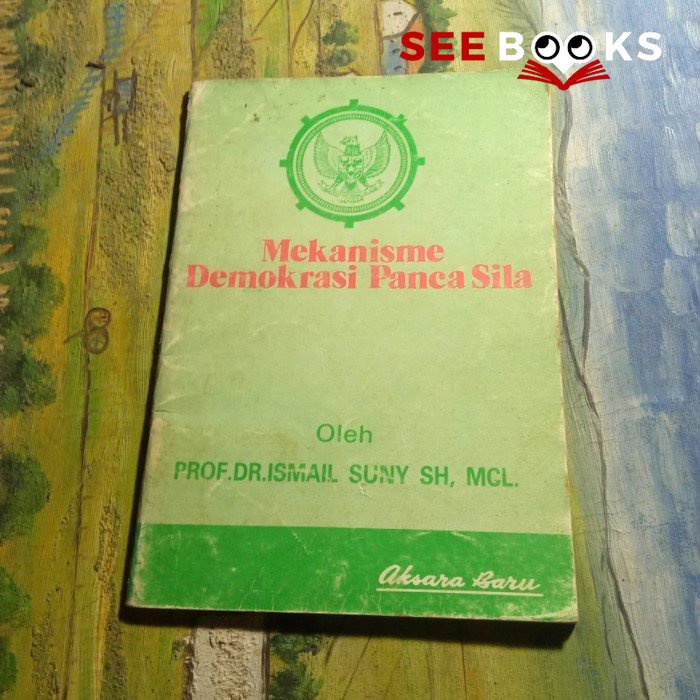 SEE BOOKS
Mekanisme
Demokrasi Panca Sila
Oleh
PROF.DR.ISMAIL SUNY SH, MCL.
Aksara Baru